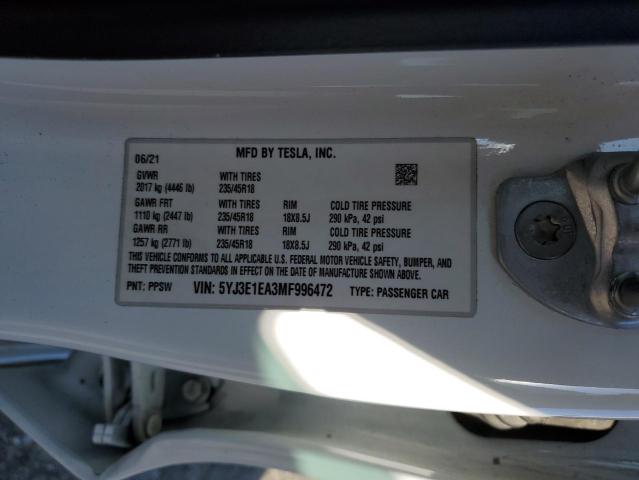 MFD BY TESLA, INC.
06/21
GVWR WITH TIRES
2017 kg (4446 lb) 235/45R18
GAWR FRT WITH TIRES RIM COLD TIRE PRESSURE
1110 kg (2447 lb) 235/45R18 18X8.5J 290 kPa, 42 psi
GAWR RR WITH TIRES RIM COLD TIRE PRESSURE
1257 kg (2771 lb) 235/45R18 18X8.5J 290 kPa, 42 psi
THIS VEHICLE CONFORMS TO ALL APPLICABLE U.S. FEDERAL MOTOR VEHICLE SAFETY, BUMPER, AND
THEFT PREVENTION STANDARDS IN EFFECT ON THE DATE OF MANUFACTURE SHOWN ABOVE.
PNT: PPSW VIN: 5YJ3E1EA3MF996472 TYPE: PASSENGER CAR